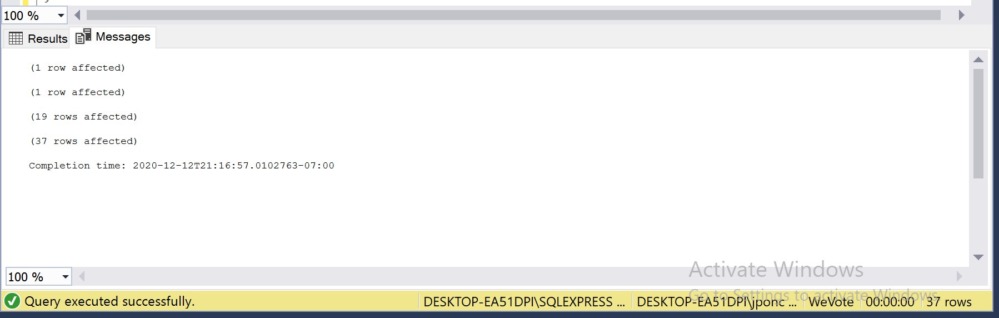 100 %
Results Messages
(1 row affected)
(1 row affected)
(19 rows affected)
(37 rows affected)
Completion time: 2020-12-12T21:16:57.0102763-07:00
100 %
Activate Windows
Go to Settings to activate Windows.
Query executed successfully. DESKTOP-EA51DPI\SQLEXPRESS ... DESKTOP-EA51DPI\jponc ... WeVote 00:00:00 37 rows